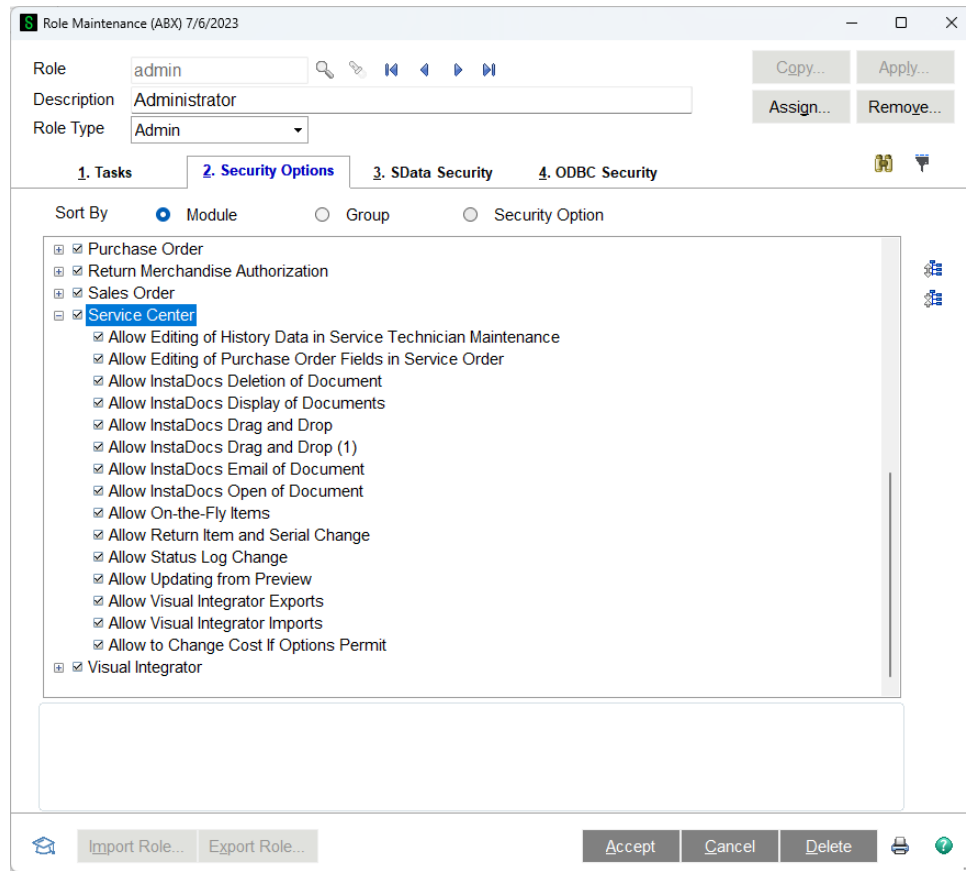 S Role Maintenance (ABX) 7/6/2023
Role admin Copy... Apply...
Description Administrator Assign... Remove...
Role Type Admin
1. Tasks 2. Security Options 3. SData Security 4. ODBC Security
Sort By Module Group Security Option
Purchase Order
Return Merchandise Authorization
Sales Order
Service Center
Allow Editing of History Data in Service Technician Maintenance
Allow Editing of Purchase Order Fields in Service Order
Allow InstaDocs Deletion of Document
Allow InstaDocs Display of Documents
Allow InstaDocs Drag and Drop
Allow InstaDocs Drag and Drop (1)
Allow InstaDocs Email of Document
Allow InstaDocs Open of Document
Allow On-the-Fly Items
Allow Return Item and Serial Change
Allow Status Log Change
Allow Updating from Preview
Allow Visual Integrator Exports
Allow Visual Integrator Imports
Allow to Change Cost If Options Permit
Visual Integrator
Import Role... Export Role... Accept Cancel Delete ?